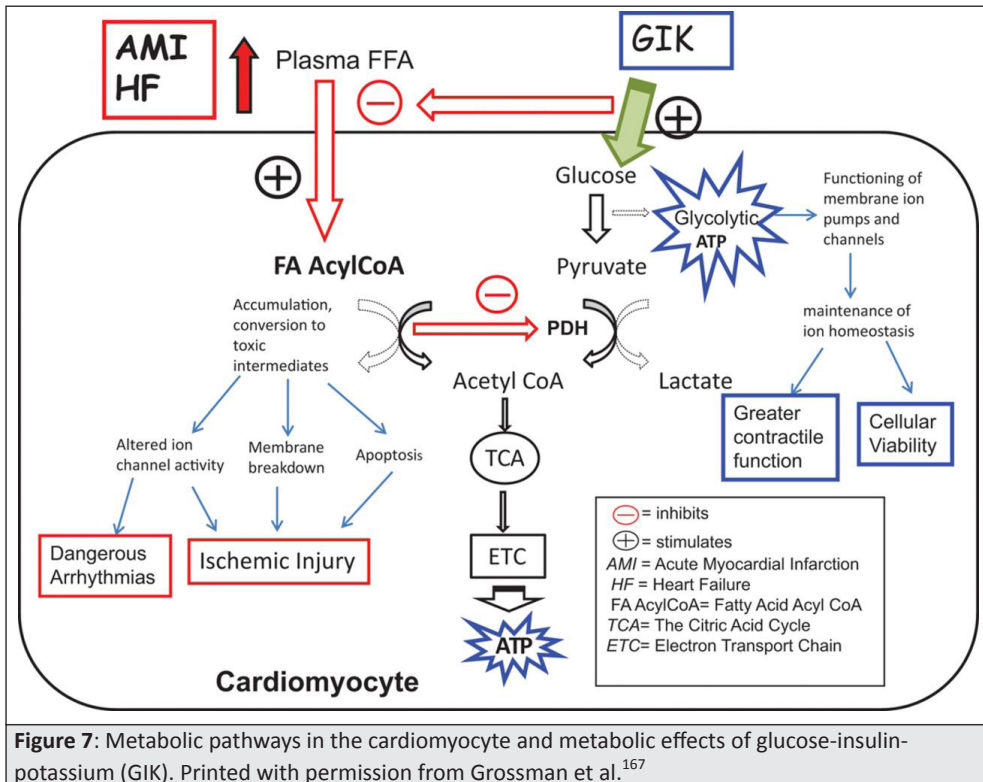 AMI
HF
Plasma FFA
GIK
Glucose
Glycolytic
ATP
Functioning of
membrane ion
pumps and
channels
Pyruvate
FA AcylCoA
Accumulation,
conversion to
toxic
intermediates
PDH
maintenance of
ion homeostasis
Acetyl CoA
Lactate
Greater
contractile
function
Cellular
Viability
Altered ion
channel activity
Membrane
breakdown
Apoptosis
TCA
Dangerous
Arrhythmias
Ischemic Injury
ETC
ATP
= inhibits
= stimulates
AMI = Acute Myocardial Infarction
HF = Heart Failure
FA AcylCoA= Fatty Acid Acyl CoA
TCA= The Citric Acid Cycle
ETC= Electron Transport Chain
Cardiomyocyte
Figure 7: Metabolic pathways in the cardiomyocyte and metabolic effects of glucose-insulin-
potassium (GIK). Printed with permission from Grossman et al.167